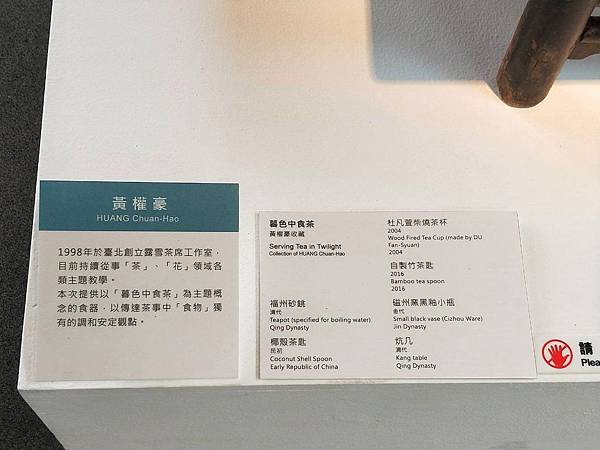 黃權豪
HUANG Chuan-Hao
1998年於臺北創立露雪茶席工作室，
目前持續從事「茶」、「花」領域各
類主題教學。
本次提供以「暮色中食茶」為主題概
念的食器，以傳達茶事中「食物」獨
有的調和安定觀點。
暮色中食茶
黃權豪收藏
Serving Tea in Twilight
Collection of HUANG Chuan-Hao
福州砂銚
清代
Teapot (specified for boiling water)
Qing Dynasty
椰殼茶匙
民初
Coconut Shell Spoon
Early Republic of China
杜凡萱柴燒茶杯
2004
Wood Fired Tea Cup (made by DU
Fan-Syuan)
2004
自製竹茶匙
2016
Bamboo tea spoon
2016
磁州窯黑釉小瓶
金代
Small black vase (Cizhou Ware)
Jin Dynasty
炕几
清代
Kang table
Qing Dynasty
請
Plea